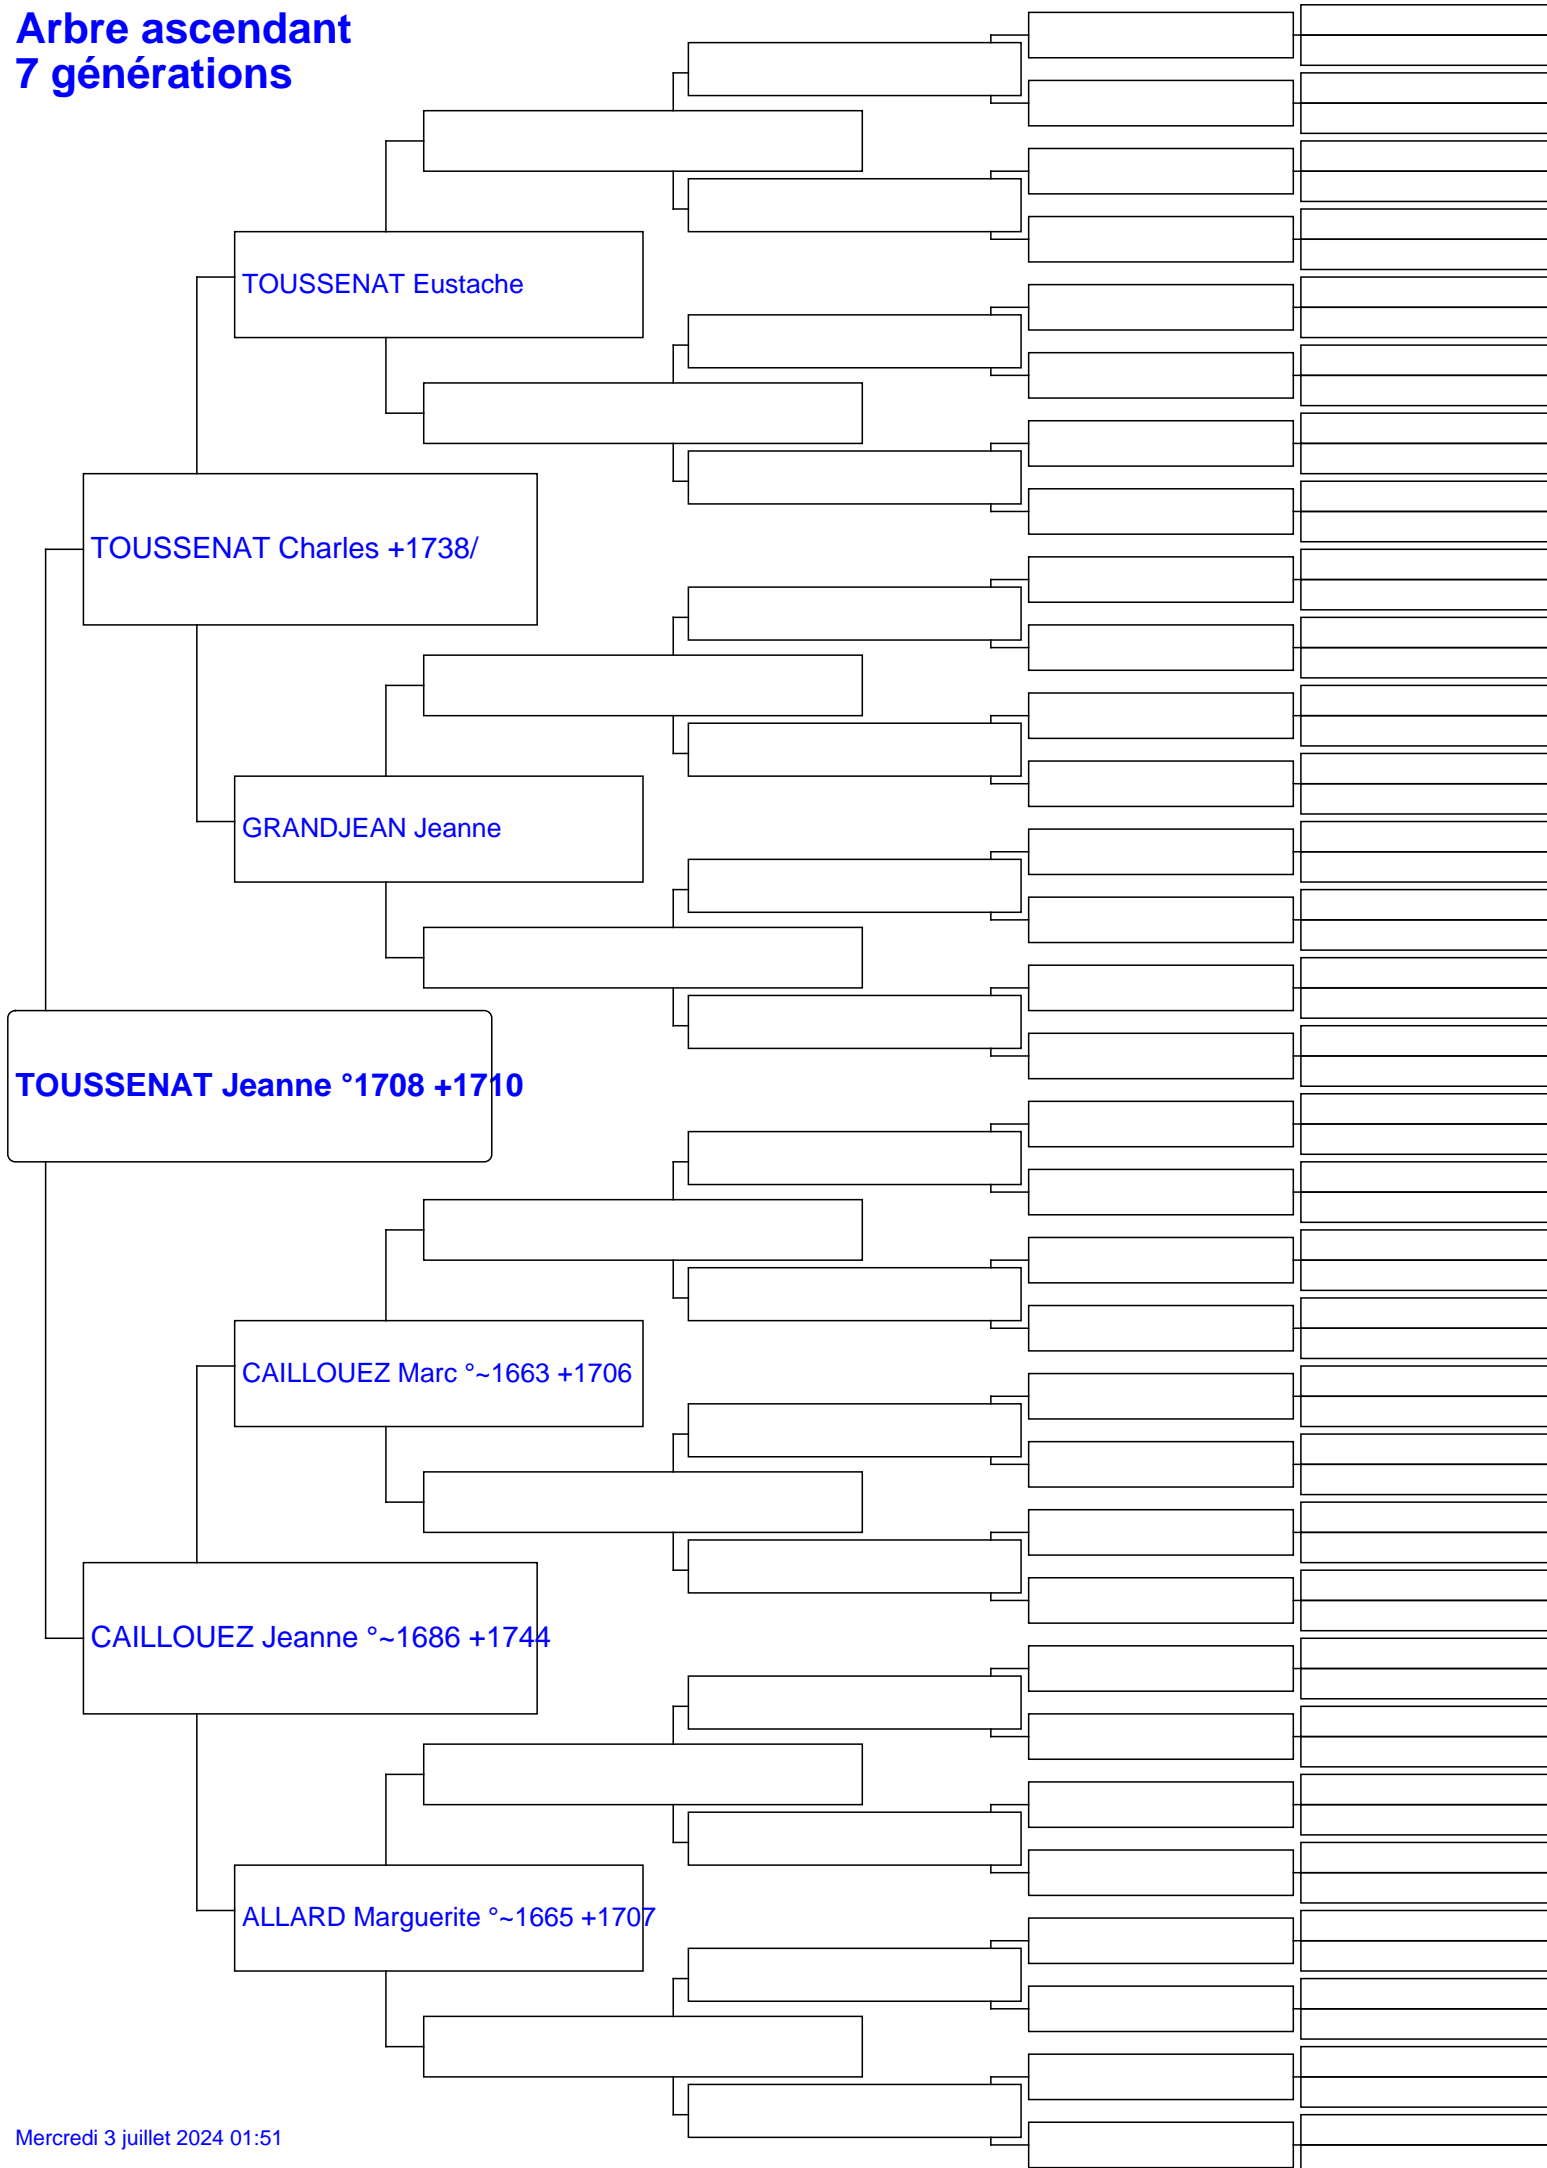 Arbre ascendant
7 générations
TOUSSENAT Eustache
TOUSSENAT Charles +1738/
GRANDJEAN Jeanne
TOUSSENAT Jeanne °1708 +1710
CAILLOUEZ Marc °~1663 +1706
CAILLOUEZ Jeanne °~1686 +1744
ALLARD Marguerite °~1665 +1707
Mercredi 3 juillet 2024 01:51